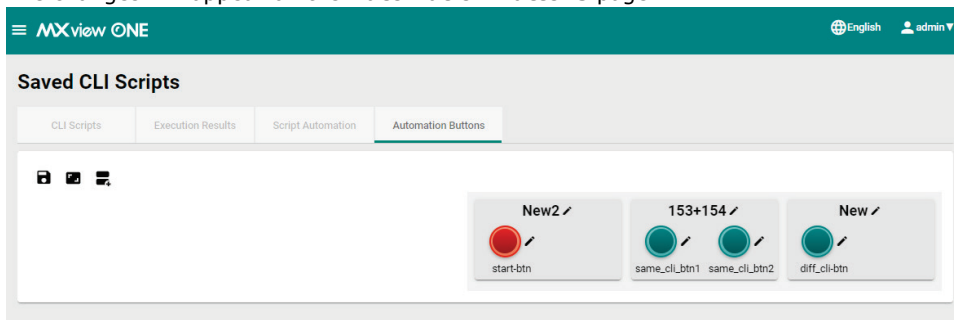 MXview ONE
English admin
Saved CLI Scripts
CLI Scripts Execution Results Script Automation Automation Buttons
New2 153+154 New
start-btn same_cli_btn1 same_cli_btn2 diff_cli-btn